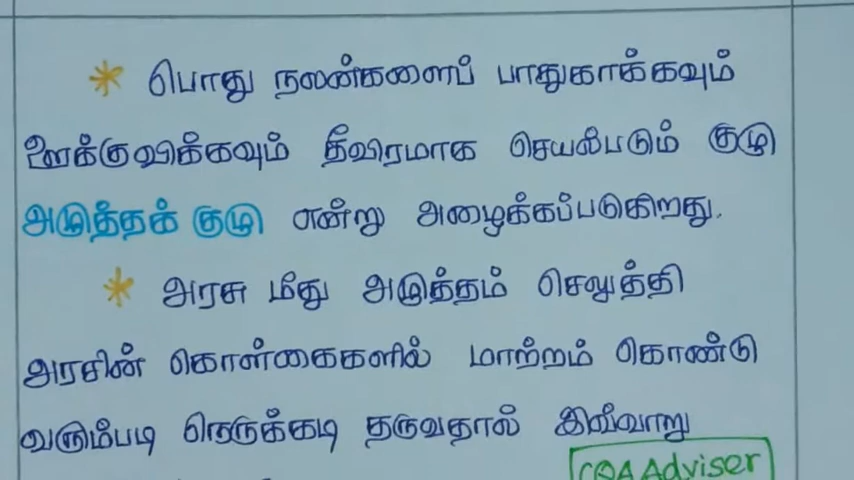 * பொது நலன்களைப் பாதுகாக்கவும்
ஊக்குவிக்கவும் தீவிரமாக செயல்படும் குழு
அழுத்தக் குழு என்று அழைக்கப்படுகிறது.
* அரசு மீது அழுத்தம் செலுத்தி
அரசின் கொள்கைகளில் மாற்றம் கொண்டு
வரும்படி நெருக்கடி தருவதால் இவ்வாறு
CQA Adviser